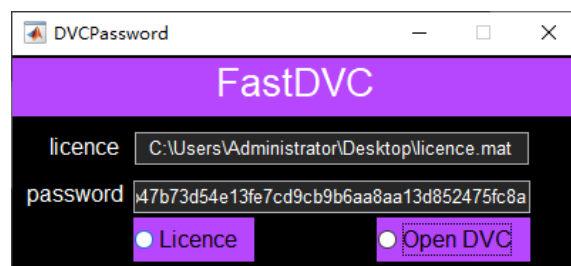 DVCPassword
FastDVC
licence C:\Users\Administrator\Desktop\licence.mat
password 47b73d54e13fe7cd9cb9b6aa8aa13d852475fc8a
Licence Open DVC